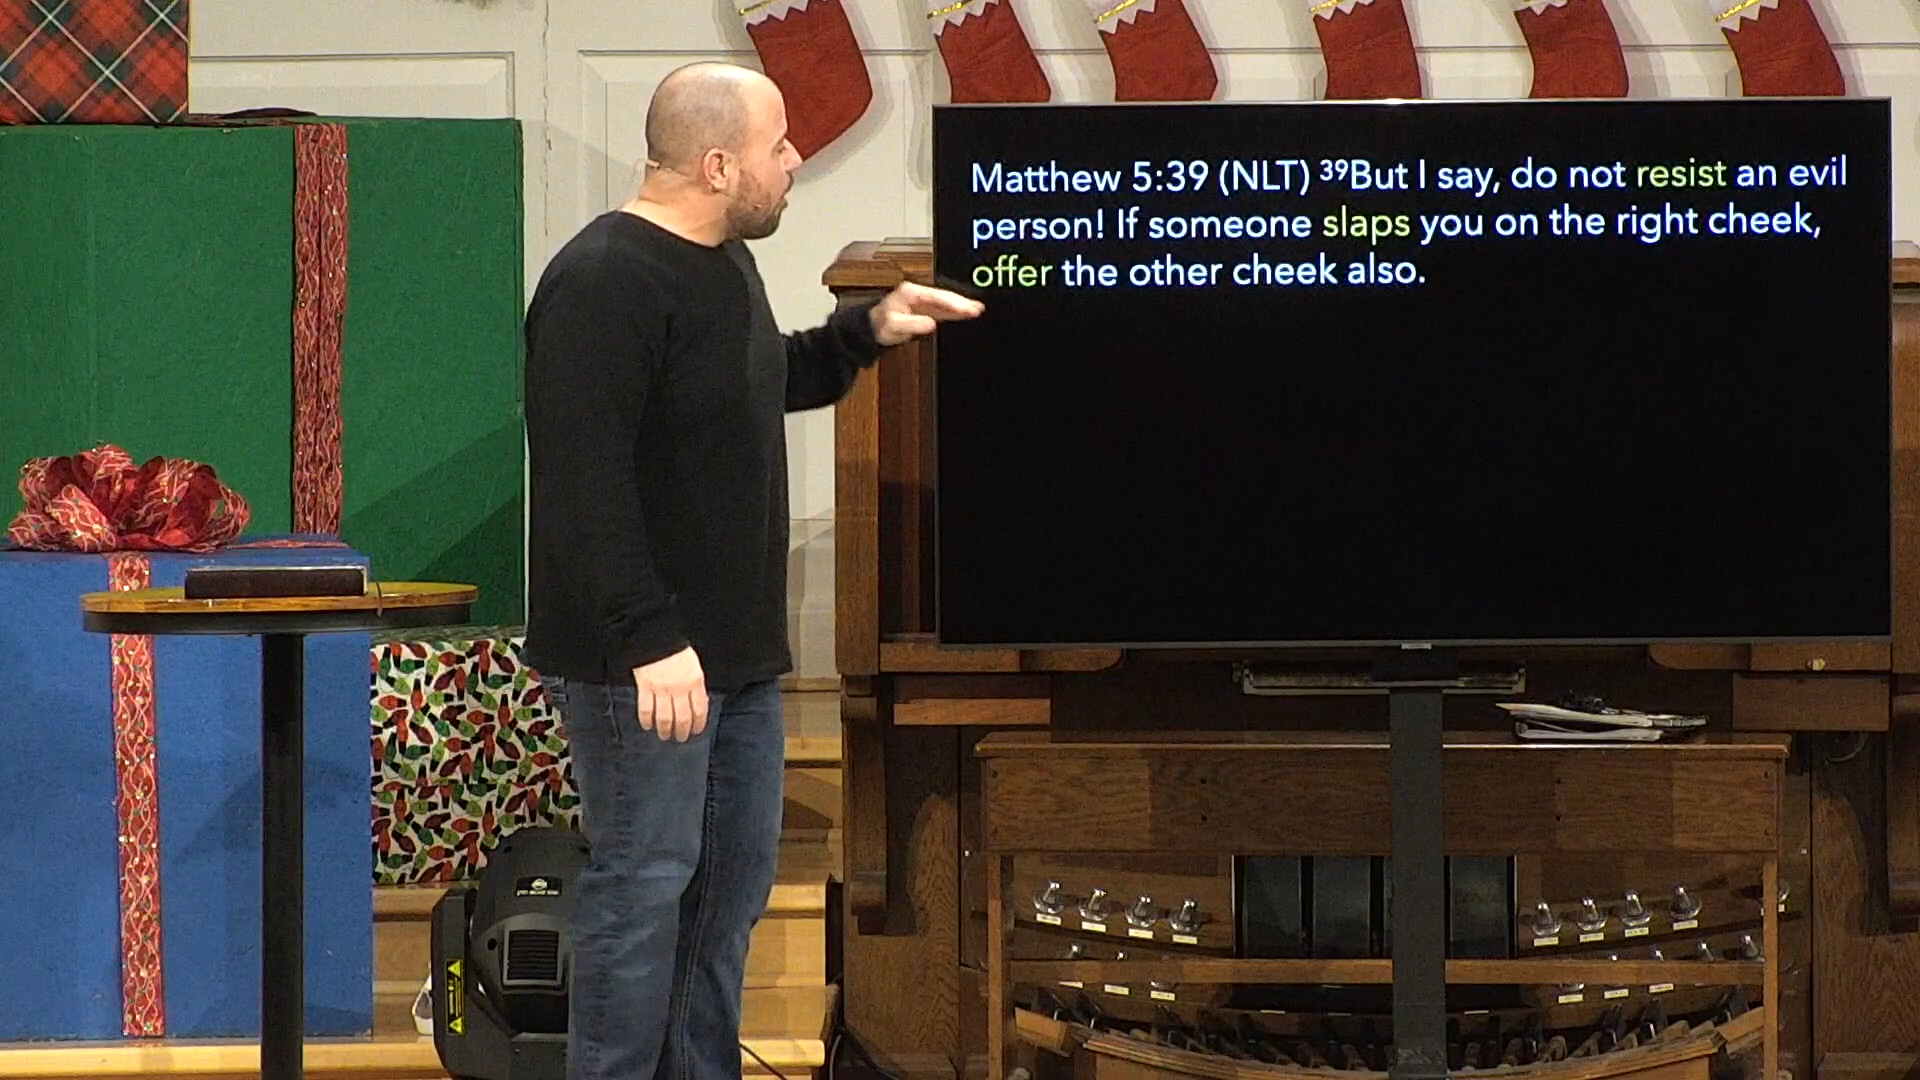 Matthew 5:39 (NLT) ³⁹But I say, do not resist an evil
person! If someone slaps you on the right cheek,
offer the other cheek also.